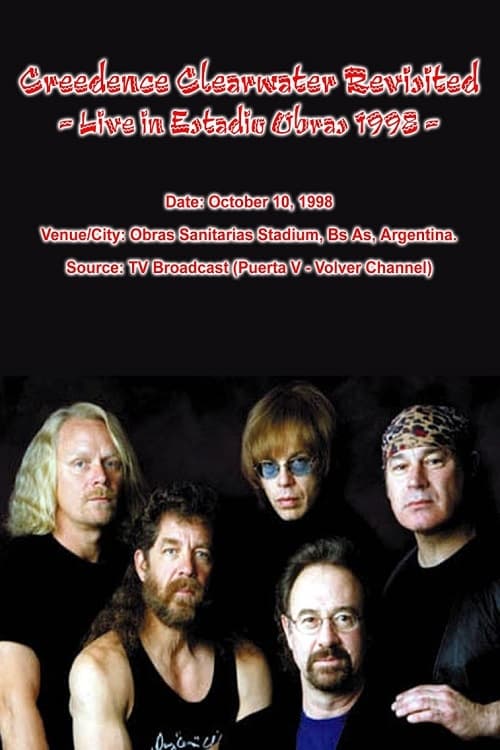 Creedence Clearwater Revisited
- Live in Estadio Obras 1998 -
Date: October 10, 1998
Venue/City: Obras Sanitarias Stadium, Bs As, Argentina.
Source: TV Broadcast (Puerta V - Volver Channel)